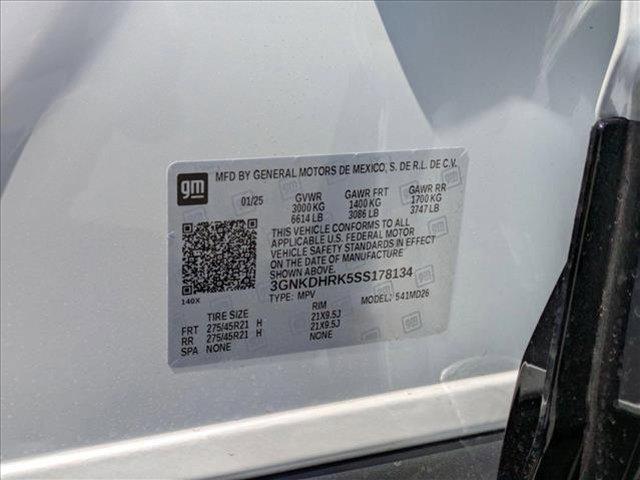 MFD BY GENERAL MOTORS DE MEXICO, S. DE R.L. DE C.V.
gm
01/25 GVWR GAWR FRT GAWR RR
3000 KG 1400 KG 1700 KG
6614 LB 3086 LB 3747 LB
THIS VEHICLE CONFORMS TO ALL
APPLICABLE U.S. FEDERAL MOTOR
VEHICLE SAFETY STANDARDS IN EFFECT
ON THE DATE OF MANUFACTURE
SHOWN ABOVE.
3GNKDHRK5SS178134
140X TYPE: MPV MODEL: 541MD26
TIRE SIZE RIM
FRT 275/45R21 H 21X9.5J
RR 275/45R21 H 21X9.5J
SPA NONE NONE